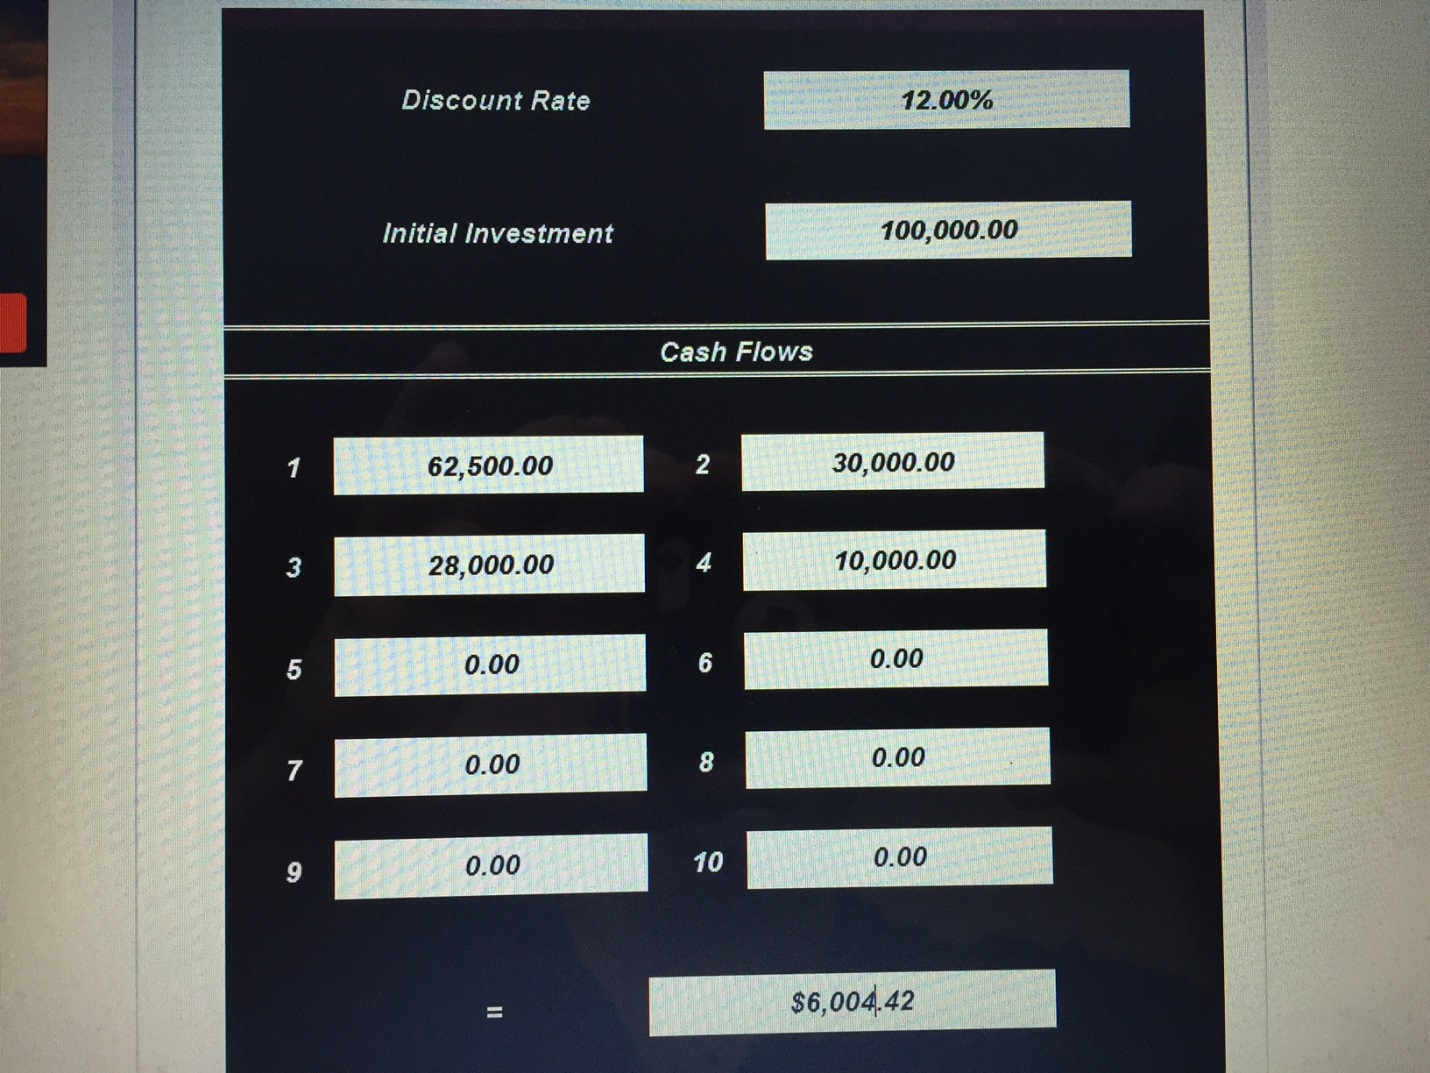 Discount Rate 12.00%
Initial Investment 100,000.00
Cash Flows
1 62,500.00 2 30,000.00
3 28,000.00 4 10,000.00
5 0.00 6 0.00
7 0.00 8 0.00
9 0.00 10 0.00
= $6,004.42